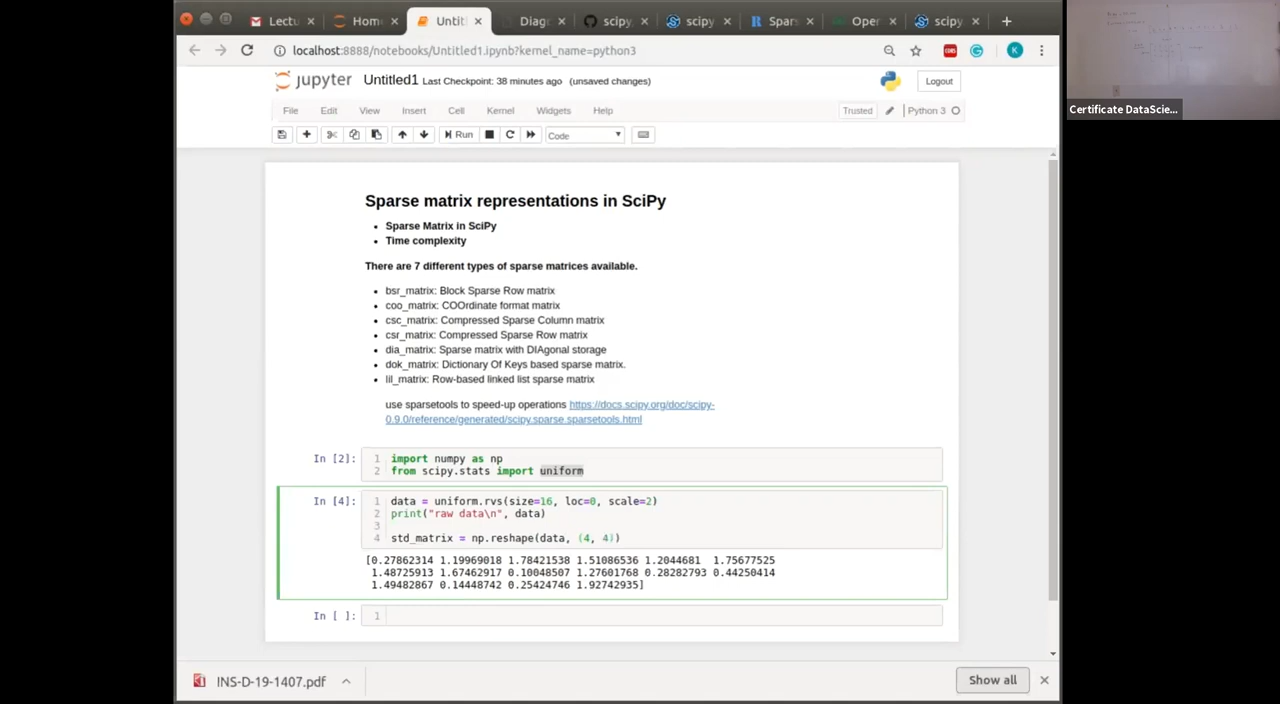 Lectu
Home
Untitl
Diago
scipy,
scipy
Spars
Oper
scipy
localhost:8888/notebooks/Untitled1.ipynb?kernel_name=python3
CORS
K
jupyter Untitled1 Last Checkpoint: 38 minutes ago (unsaved changes)
Logout
File Edit View Insert Cell Kernel Widgets Help
Trusted
Python 3
Run
Code
Certificate DataScie...
Sparse matrix representations in SciPy
• Sparse Matrix in SciPy
• Time complexity
There are 7 different types of sparse matrices available.
• bsr_matrix: Block Sparse Row matrix
• coo_matrix: COOrdinate format matrix
• csc_matrix: Compressed Sparse Column matrix
• csr_matrix: Compressed Sparse Row matrix
• dia_matrix: Sparse matrix with DIAgonal storage
• dok_matrix: Dictionary Of Keys based sparse matrix.
• lil_matrix: Row-based linked list sparse matrix
use sparsetools to speed-up operations https://docs.scipy.org/doc/scipy-
0.9.0/reference/generated/scipy.sparse.sparsetools.html
In [2]: 1 import numpy as np
2 from scipy.stats import uniform
In [4]: 1 data = uniform.rvs(size=16, loc=0, scale=2)
2 print("raw data\n", data)
3
4 std_matrix = np.reshape(data, (4, 4))
[0.27862314 1.19969018 1.78421538 1.51086536 1.2044681 1.75677525
1.48725913 1.67462917 0.10048507 1.27601768 0.28282793 0.44250414
1.49482867 0.14448742 0.25424746 1.92742935]
In [ ]: 1
INS-D-19-1407.pdf
Show all